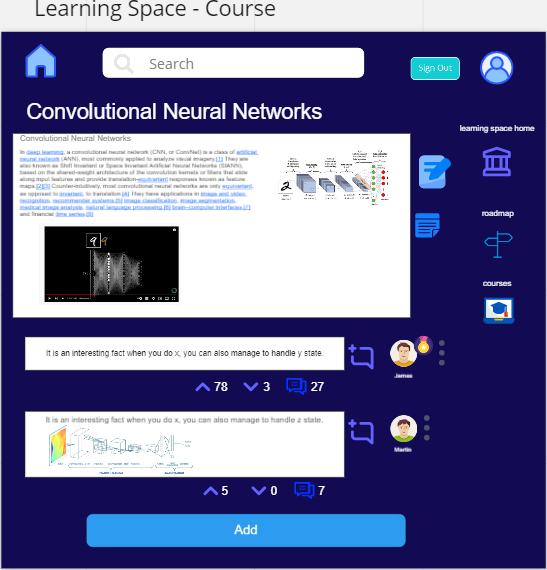 Learning Space - Course
Search
Sign Out
Convolutional Neural Networks
learning space home
Convolutional Neural Networks
In deep learning, a convolutional neural network (CNN, or ConvNet) is a class of artificial
neural network (ANN), most commonly applied to analyze visual imagery.[1] They are
also known as Shift Invariant or Space Invariant Artificial Neural Networks (SIANN),
based on the shared-weight architecture of the convolution kernels or filters that slide
along input features and provide translation-equivariant responses known as feature
maps.[2][3] Counter-intuitively, most convolutional neural networks are only equivariant,
as opposed to invariant, to translation.[4] They have applications in image and video
recognition, recommender systems,[5] image classification, image segmentation,
medical image analysis, natural language processing,[6] brain–computer interfaces,[7]
and financial time series.[8]
roadmap
courses
It is an interesting fact when you do x, you can also manage to handle y state.
James
78 3 27
It is an interesting fact when you do x, you can also manage to handle z state.
Martin
5 0 7
Add